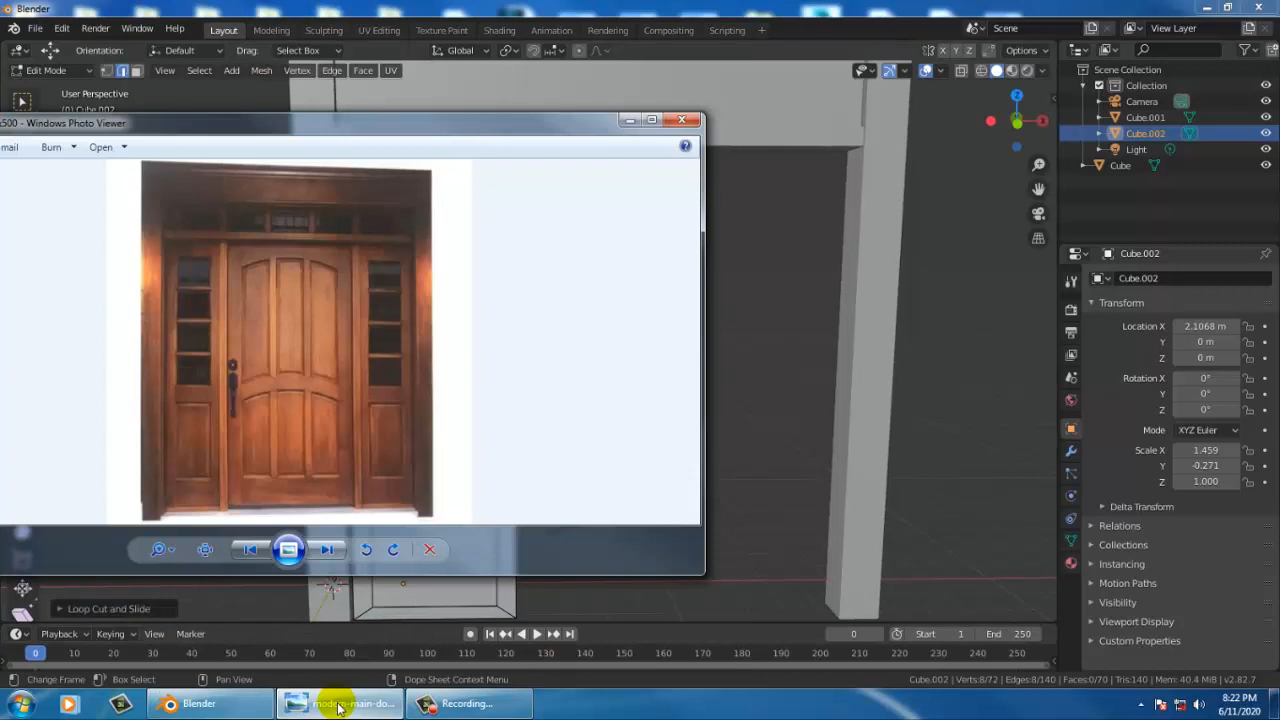 Blender
File Edit Render Window Help Layout Modeling Sculpting UV Editing Texture Paint Shading Animation Rendering Compositing Scripting + Scene View Layer
Orientation: Default Drag: Select Box Global X Y Z Options
Edit Mode View Select Add Mesh Vertex Edge Face UV
User Perspective
(0) Cube.002
500 - Windows Photo Viewer
mail Burn Open
Scene Collection
Collection
Camera
Cube.001
Cube.002
Light
Cube
Cube.002
Cube.002
Transform
Location X 2.1068 m
Y 0 m
Z 0 m
Rotation X 0°
Y 0°
Z 0°
Mode XYZ Euler
Scale X 1.459
Y -0.271
Z 1.000
Delta Transform
Relations
Collections
Instancing
Motion Paths
Visibility
Viewport Display
Custom Properties
Loop Cut and Slide
Playback Keying View Marker 0 Start 1 End 250
0 10 20 30 40 50 60 70 80 90 100 110 120 130 140 150 160 170 180 190 200 210 220 230 240 250
Change Frame Box Select Pan View Dope Sheet Context Menu Cube.002 | Verts:8/72 | Edges:8/140 | Faces:0/70 | Tris:140 | Mem: 40.4 MiB | v2.82.7
Blender modern-main-do... Recording... 8:22 PM
6/11/2020